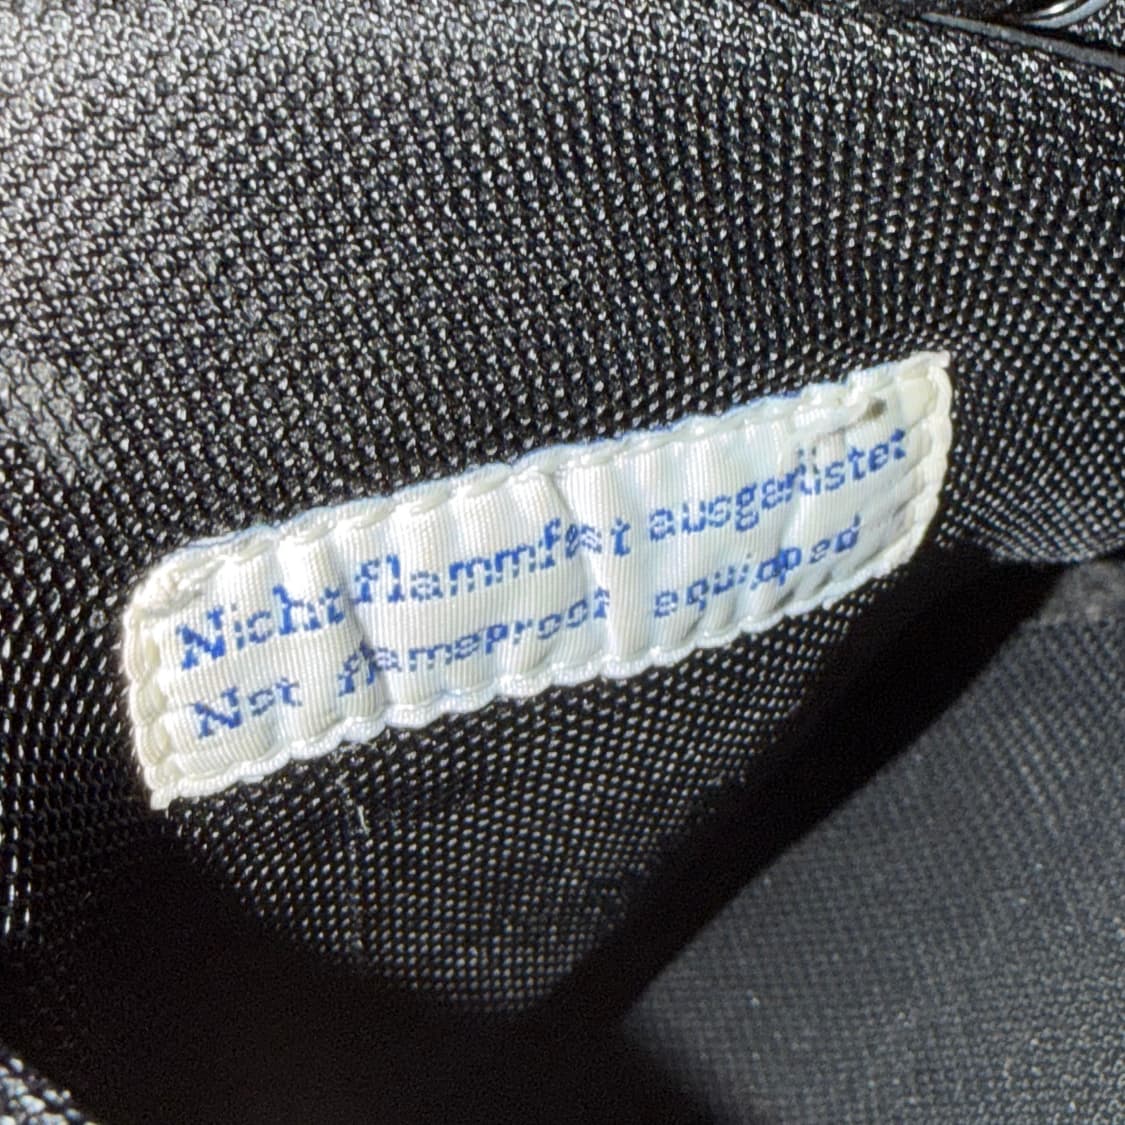 Nicht flammfest ausgerüstet
Not flameproof equipped